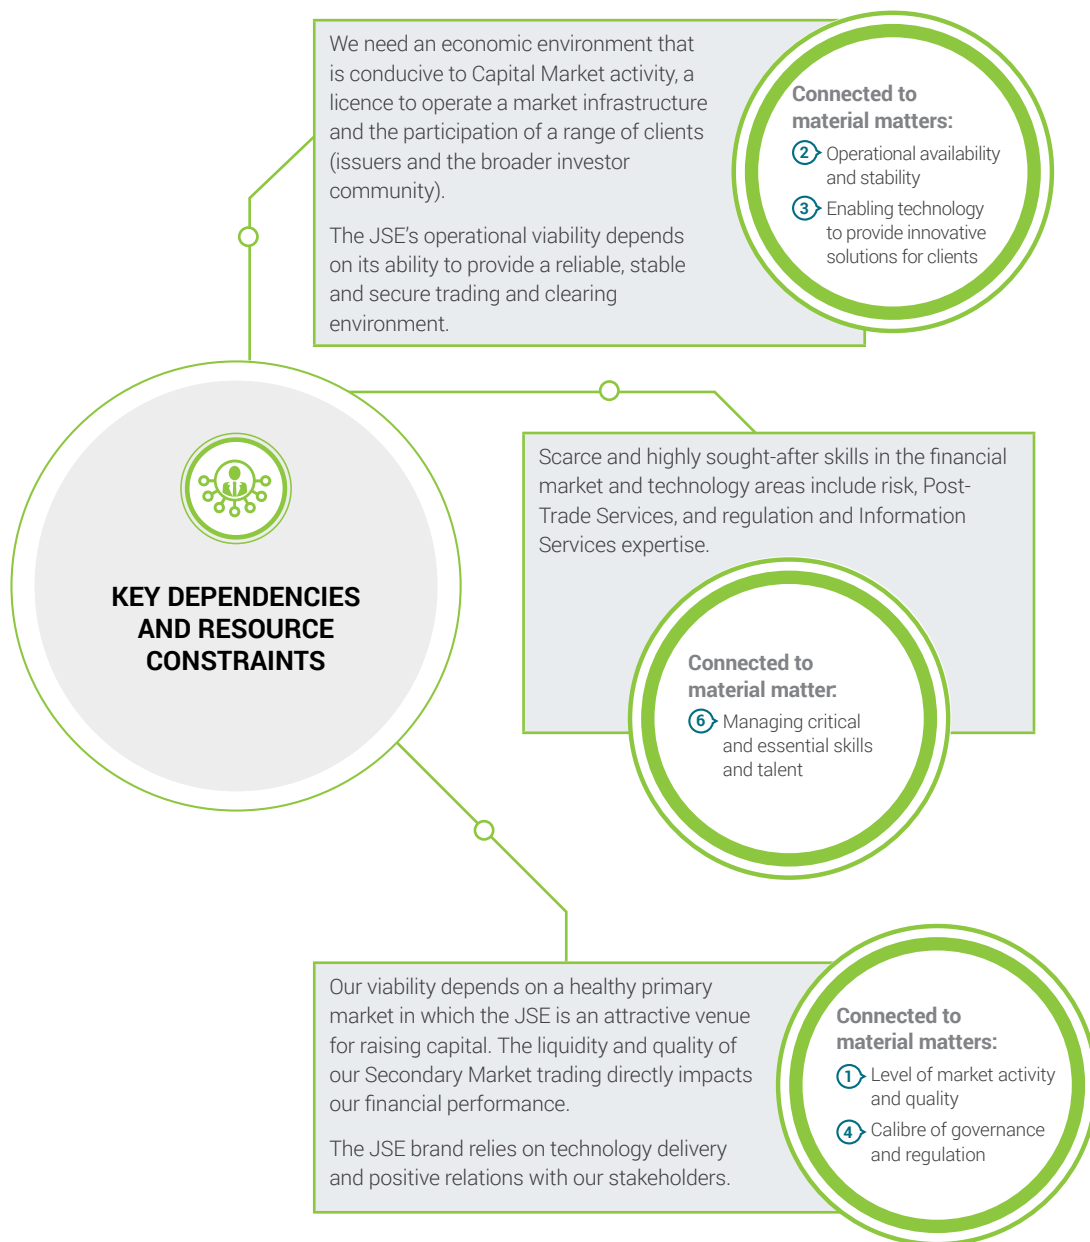 We need an economic environment that
is conducive to Capital Market activity, a
licence to operate a market infrastructure
and the participation of a range of clients
(issuers and the broader investor
community).
The JSE's operational viability depends
on its ability to provide a reliable, stable
and secure trading and clearing
environment.
Connected to
material matters:
2 Operational availability
and stability
3 Enabling technology
to provide innovative
solutions for clients
KEY DEPENDENCIES
AND RESOURCE
CONSTRAINTS
Scarce and highly sought-after skills in the financial
market and technology areas include risk, Post-
Trade Services, and regulation and Information
Services expertise.
Connected to
material matter:
6 Managing critical
and essential skills
and talent
Our viability depends on a healthy primary
market in which the JSE is an attractive venue
for raising capital. The liquidity and quality of
our Secondary Market trading directly impacts
our financial performance.
The JSE brand relies on technology delivery
and positive relations with our stakeholders.
Connected to
material matters:
1 Level of market activity
and quality
4 Calibre of governance
and regulation